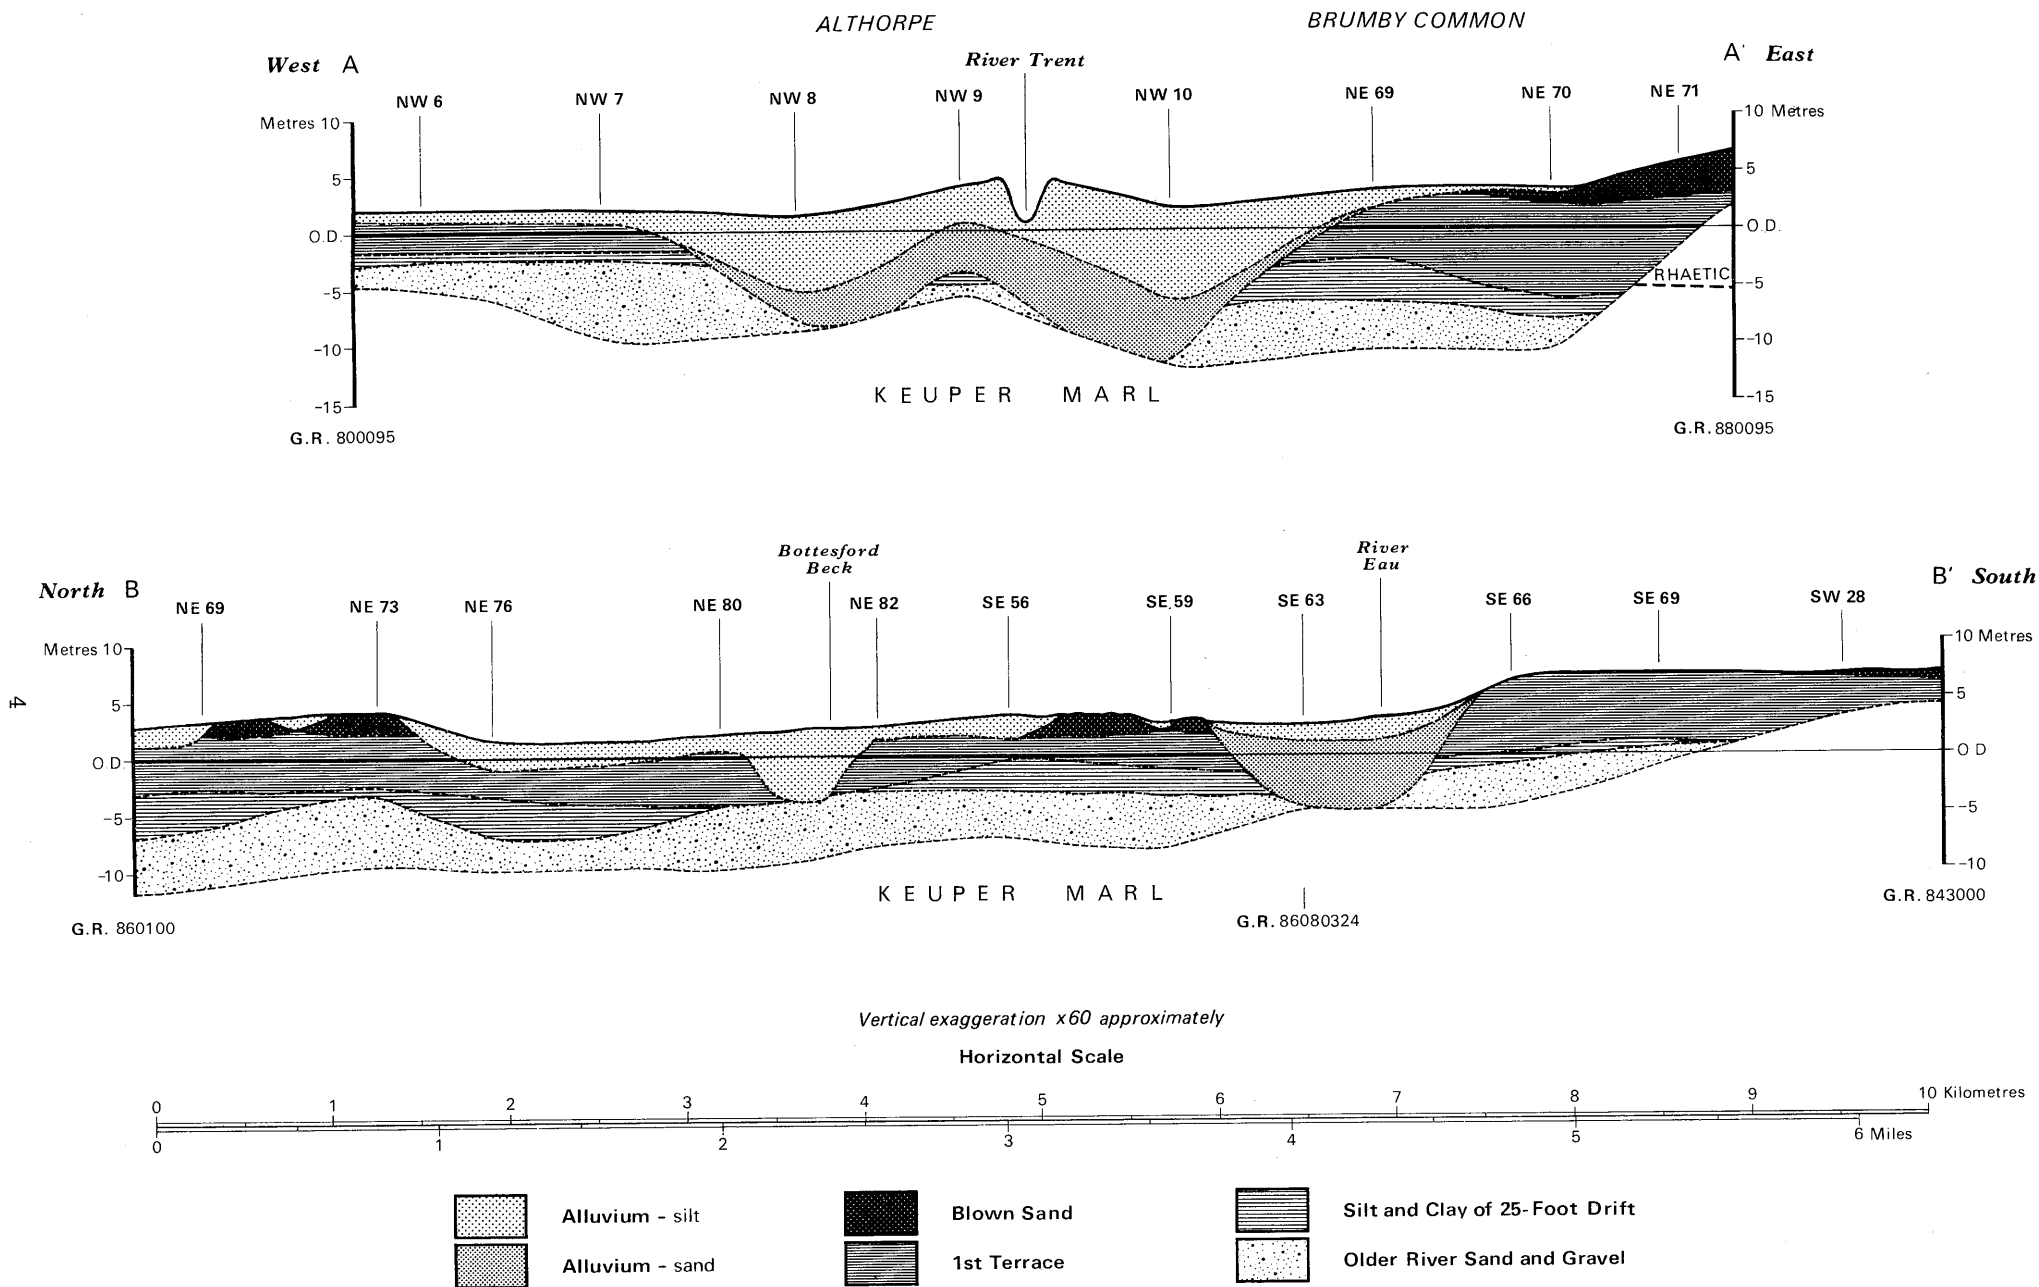 ALTHORPE BRUMBY COMMON
West A River Trent A' East
NW 6 NW 7 NW 8 NW 9 NW 10 NE 69 NE 70 NE 71
Metres 10 10 Metres
5 5
O.D. O.D.
RHAETIC
-5 -5
-10 -10
KEUPER MARL
-15 -15
G.R. 800095 G.R. 880095
Bottesford River
Beck Eau
North B B' South
NE 69 NE 73 NE 76 NE 80 NE 82 SE 56 SE 59 SE 63 SE 66 SE 69 SW 28
Metres 10 10 Metres
4
5 5
O D O D
-5 -5
-10 -10
KEUPER MARL
G.R. 860100 G.R. 86080324 G.R. 843000
Vertical exaggeration x60 approximately
Horizontal Scale
0 1 2 3 4 5 6 7 8 9 10 Kilometres
0 1 2 3 4 5 6 Miles
Alluvium - silt Blown Sand Silt and Clay of 25-Foot Drift
Alluvium - sand 1st Terrace Older River Sand and Gravel